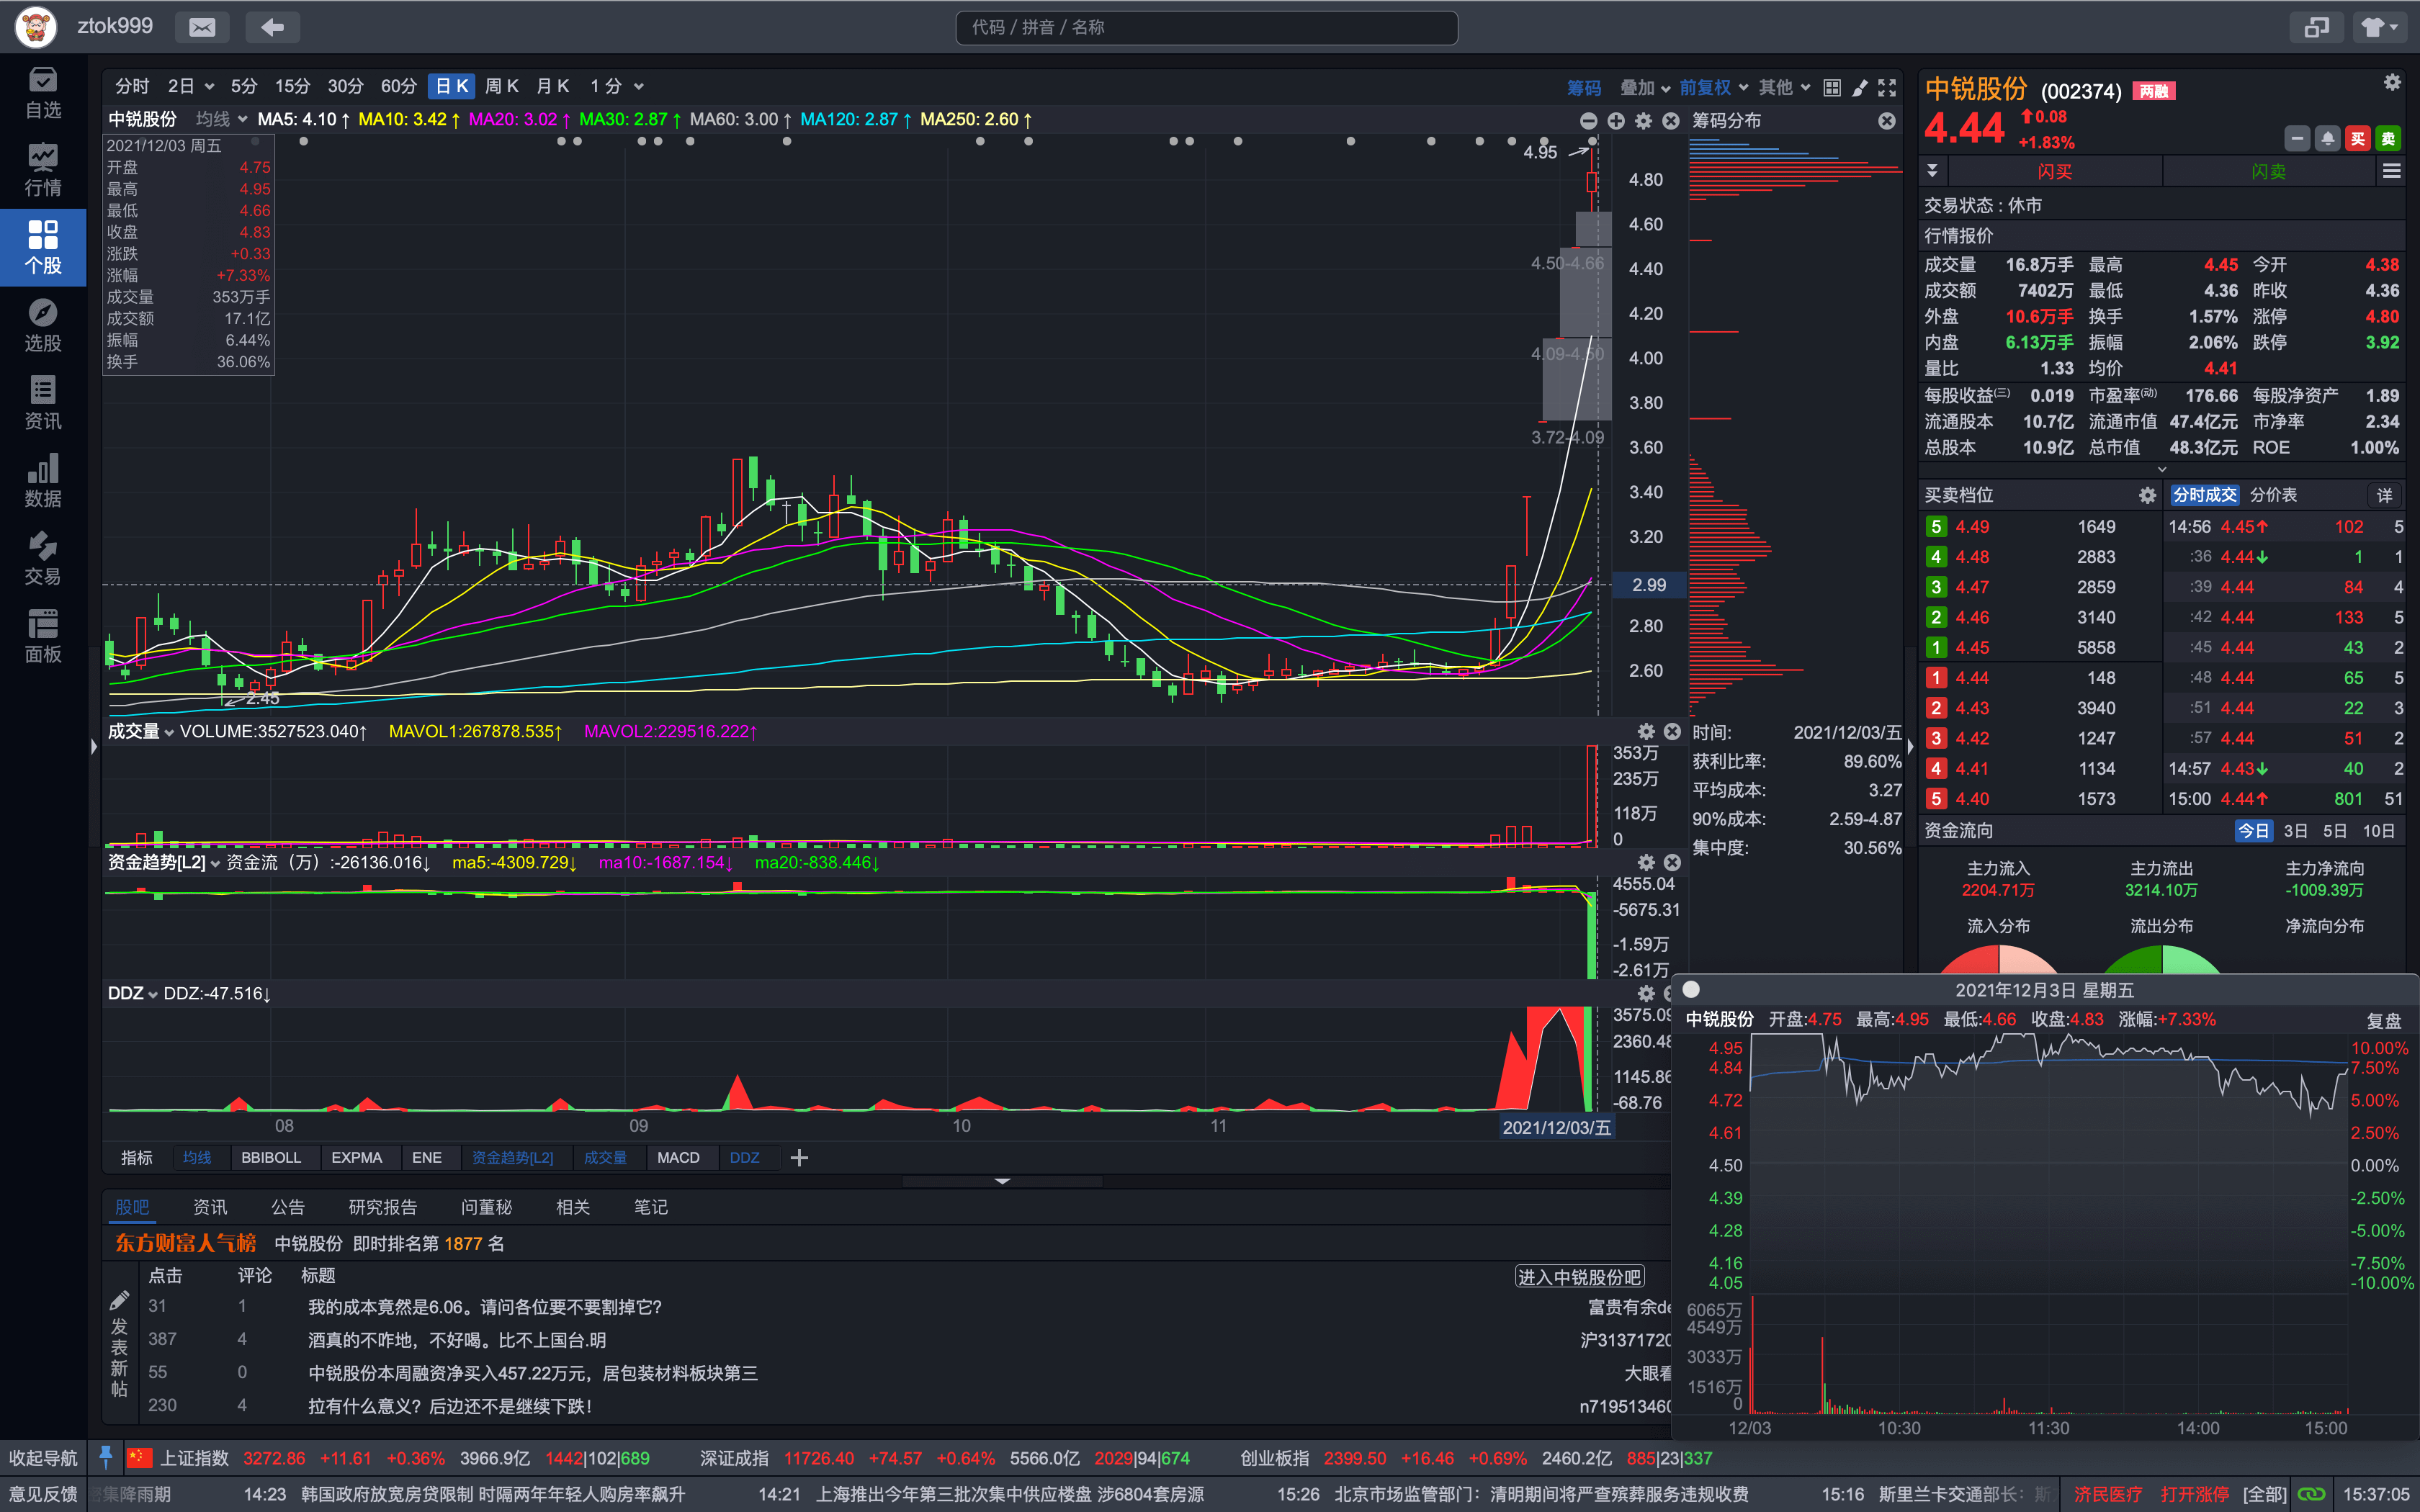 ztok999
代码 / 拼音 / 名称
自选
行情
个股
选股
资讯
数据
交易
面板
分时 2日 5分 15分 30分 60分 日K 周K 月K 1分
筹码 叠加 前复权 其他
中锐股份 均线 MA5: 4.10↑ MA10: 3.42↑ MA20: 3.02↑ MA30: 2.87↑ MA60: 3.00↑ MA120: 2.87↑ MA250: 2.60↑
筹码分布
2021/12/03 周五
开盘 4.75
最高 4.95
最低 4.66
收盘 4.83
涨跌 +0.33
涨幅 +7.33%
成交量 353万手
成交额 17.1亿
振幅 6.44%
换手 36.06%
4.95
4.50-4.66
4.09-4.50
3.72-4.09
2.45
4.80
4.60
4.40
4.20
4.00
3.80
3.60
3.40
3.20
2.99
2.80
2.60
成交量 VOLUME:3527523.040↑ MAVOL1:267878.535↑ MAVOL2:229516.222↑
353万
235万
118万
0
时间: 2021/12/03/五
获利比率: 89.60%
平均成本: 3.27
90%成本: 2.59-4.87
集中度: 30.56%
资金趋势[L2] 资金流（万）:-26136.016↓ ma5:-4309.729↓ ma10:-1687.154↓ ma20:-838.446↓
4555.04
-5675.31
-1.59万
-2.61万
DDZ DDZ:-47.516↓
3575.09
2360.48
1145.86
-68.76
08 09 10 11 2021/12/03/五
指标 均线 BBIBOLL EXPMA ENE 资金趋势[L2] 成交量 MACD DDZ
股吧 资讯 公告 研究报告 问董秘 相关 笔记
东方财富人气榜 中锐股份 即时排名第 1877 名
点击 评论 标题
进入中锐股份吧
发表新帖
31 1 我的成本竟然是6.06。请问各位要不要割掉它? 富贵有余de
387 4 酒真的不咋地，不好喝。比不上国台.明 沪31371720
55 0 中锐股份本周融资净买入457.22万元，居包装材料板块第三 大眼看
230 4 拉有什么意义？后边还不是继续下跌！ n719513460
中锐股份 (002374) 两融
4.44 0.08
+1.83%
买 卖
闪买 闪卖
交易状态 : 休市
行情报价
成交量 16.8万手 最高 4.45 今开 4.38
成交额 7402万 最低 4.36 昨收 4.36
外盘 10.6万手 换手 1.57% 涨停 4.80
内盘 6.13万手 振幅 2.06% 跌停 3.92
量比 1.33 均价 4.41
每股收益(三) 0.019 市盈率(动) 176.66 每股净资产 1.89
流通股本 10.7亿 流通市值 47.4亿元 市净率 2.34
总股本 10.9亿 总市值 48.3亿元 ROE 1.00%
买卖档位 分时成交 分价表 详
5 4.49 1649 14:56 4.45↑ 102 5
4 4.48 2883 :36 4.44↓ 1 1
3 4.47 2859 :39 4.44 84 4
2 4.46 3140 :42 4.44 133 5
1 4.45 5858 :45 4.44 43 2
1 4.44 148 :48 4.44 65 5
2 4.43 3940 :51 4.44 22 3
3 4.42 1247 :57 4.44 51 2
4 4.41 1134 14:57 4.43↓ 40 2
5 4.40 1573 15:00 4.44↑ 801 51
资金流向 今日 3日 5日 10日
主力流入 主力流出 主力净流向
2204.71万 3214.10万 -1009.39万
流入分布 流出分布 净流向分布
2021年12月3日 星期五
中锐股份 开盘:4.75 最高:4.95 最低:4.66 收盘:4.83 涨幅:+7.33% 复盘
4.95 10.00%
4.84 7.50%
4.72 5.00%
4.61 2.50%
4.50 0.00%
4.39 -2.50%
4.28 -5.00%
4.16 -7.50%
4.05 -10.00%
6065万
4549万
3033万
1516万
0
12/03 10:30 11:30 14:00 15:00
收起导航 上证指数 3272.86 +11.61 +0.36% 3966.9亿 1442|102|689 深证成指 11726.40 +74.57 +0.64% 5566.0亿 2029|94|674 创业板指 2399.50 +16.46 +0.69% 2460.2亿 885|23|337
意见反馈 集降雨期 14:23 韩国政府放宽房贷限制 时隔两年年轻人购房率飙升 14:21 上海推出今年第三批次集中供应楼盘 涉6804套房源 15:26 北京市场监管部门：清明期间将严查殡葬服务违规收费 15:16 斯里兰卡交通部长：斯 济民医疗 打开涨停 [全部] 15:37:05